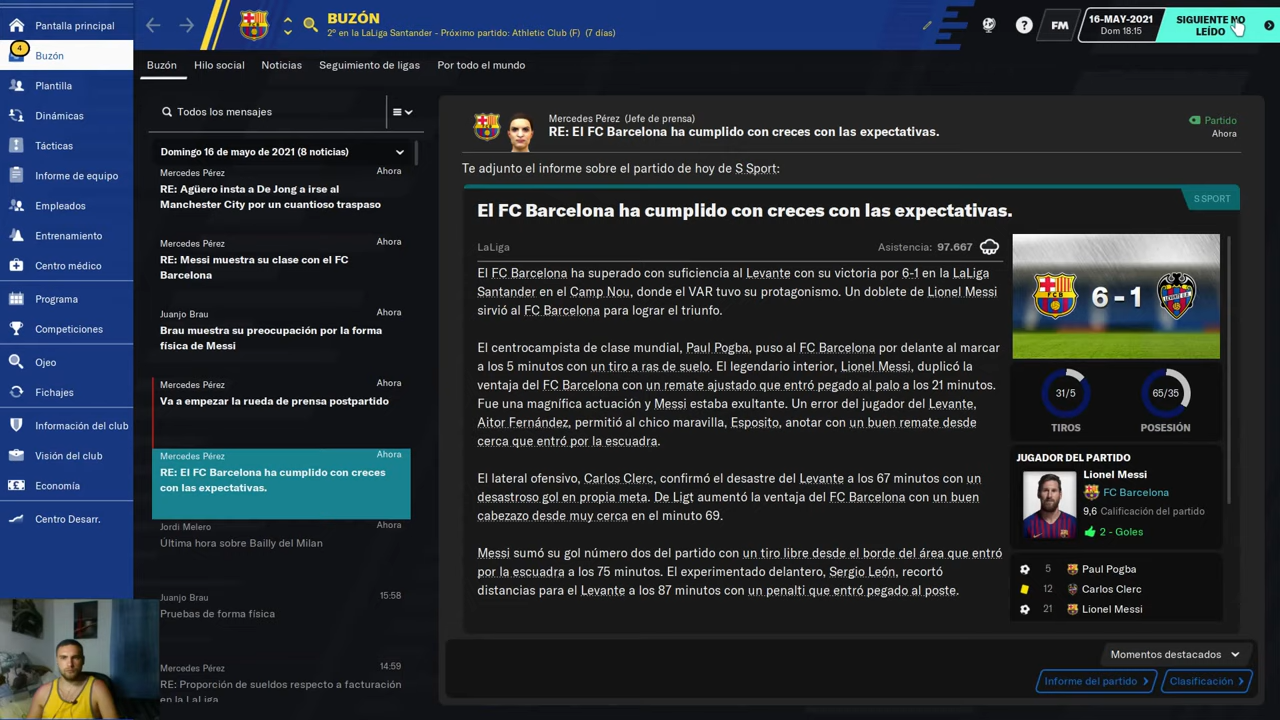 Pantalla principal
4
Buzón
Plantilla
Dinámicas
Tácticas
Informe de equipo
Empleados
Entrenamiento
Centro médico
Programa
Competiciones
Ojeo
Fichajes
Información del club
Visión del club
Economía
Centro Desarr.
BUZÓN
2º en la LaLiga Santander - Próximo partido: Athletic Club (F) (7 días)
?
FM
16-MAY-2021
Dom 18:15
SIGUIENTE NO
LEÍDO
Buzón
Hilo social
Noticias
Seguimiento de ligas
Por todo el mundo
Todos los mensajes
Domingo 16 de mayo de 2021 (8 noticias)
Mercedes Pérez
Ahora
RE: Agüero insta a De Jong a irse al
Manchester City por un cuantioso traspaso
Mercedes Pérez
Ahora
RE: Messi muestra su clase con el FC
Barcelona
Juanjo Brau
Ahora
Brau muestra su preocupación por la forma
física de Messi
Mercedes Pérez
Ahora
Va a empezar la rueda de prensa postpartido
Mercedes Pérez
Ahora
RE: El FC Barcelona ha cumplido con creces
con las expectativas.
Jordi Melero
Ahora
Última hora sobre Bailly del Milan
Juanjo Brau
15:58
Pruebas de forma física
Mercedes Pérez
14:59
RE: Proporción de sueldos respecto a facturación
en la LaLiga
Mercedes Pérez (Jefe de prensa)
RE: El FC Barcelona ha cumplido con creces con las expectativas.
Partido
Ahora
Te adjunto el informe sobre el partido de hoy de S Sport:
S SPORT
El FC Barcelona ha cumplido con creces con las expectativas.
LaLiga
Asistencia: 97.667
El FC Barcelona ha superado con suficiencia al Levante con su victoria por 6-1 en la LaLiga
Santander en el Camp Nou, donde el VAR tuvo su protagonismo. Un doblete de Lionel Messi
sirvió al FC Barcelona para lograr el triunfo.
El centrocampista de clase mundial, Paul Pogba, puso al FC Barcelona por delante al marcar
a los 5 minutos con un tiro a ras de suelo. El legendario interior, Lionel Messi, duplicó la
ventaja del FC Barcelona con un remate ajustado que entró pegado al palo a los 21 minutos.
Fue una magnífica actuación y Messi estaba exultante. Un error del jugador del Levante,
Aitor Fernández, permitió al chico maravilla, Esposito, anotar con un buen remate desde
cerca que entró por la escuadra.
El lateral ofensivo, Carlos Clerc, confirmó el desastre del Levante a los 67 minutos con un
desastroso gol en propia meta. De Ligt aumentó la ventaja del FC Barcelona con un buen
cabezazo desde muy cerca en el minuto 69.
Messi sumó su gol número dos del partido con un tiro libre desde el borde del área que entró
por la escuadra a los 75 minutos. El experimentado delantero, Sergio León, recortó
distancias para el Levante a los 87 minutos con un penalti que entró pegado al poste.
6 - 1
31/5
TIROS
65/35
POSESIÓN
JUGADOR DEL PARTIDO
Lionel Messi
FC Barcelona
9,6 Calificación del partido
2 - Goles
5 Paul Pogba
12 Carlos Clerc
21 Lionel Messi
Momentos destacados
Informe del partido
Clasificación